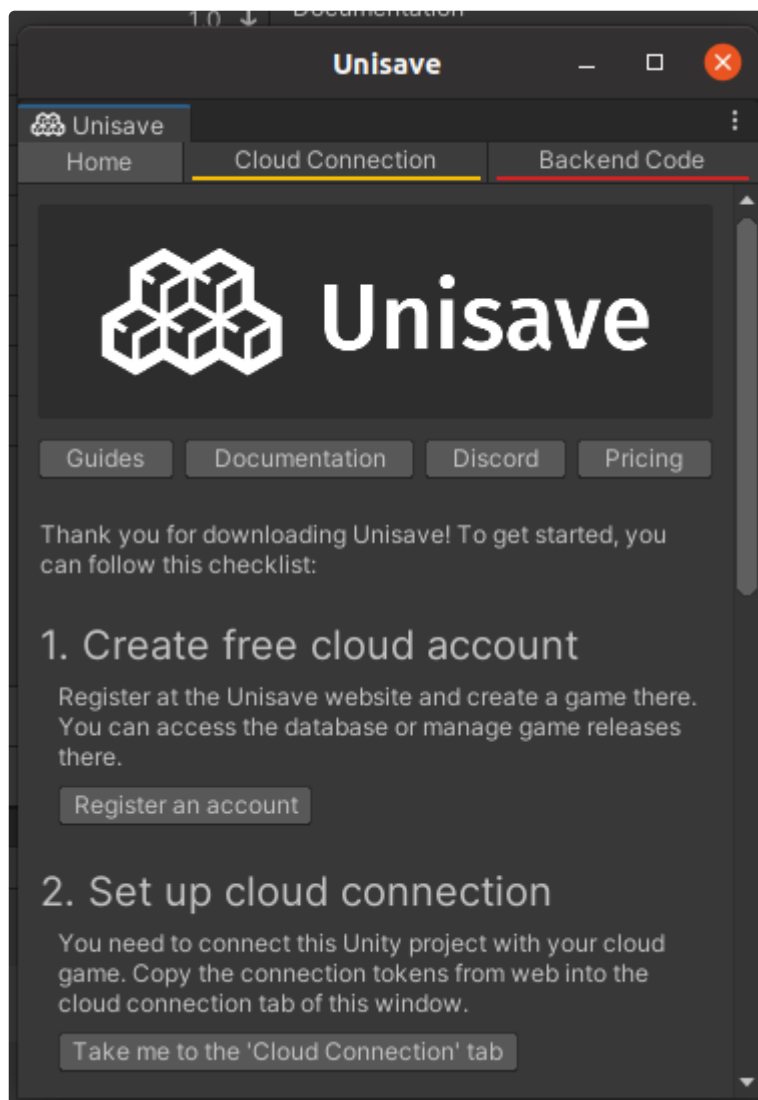 1.0 Documentation
Unisave
Unisave
Home Cloud Connection Backend Code
Unisave
Guides Documentation Discord Pricing
Thank you for downloading Unisave! To get started, you
can follow this checklist:
1. Create free cloud account
Register at the Unisave website and create a game there.
You can access the database or manage game releases
there.
Register an account
2. Set up cloud connection
You need to connect this Unity project with your cloud
game. Copy the connection tokens from web into the
cloud connection tab of this window.
Take me to the 'Cloud Connection' tab